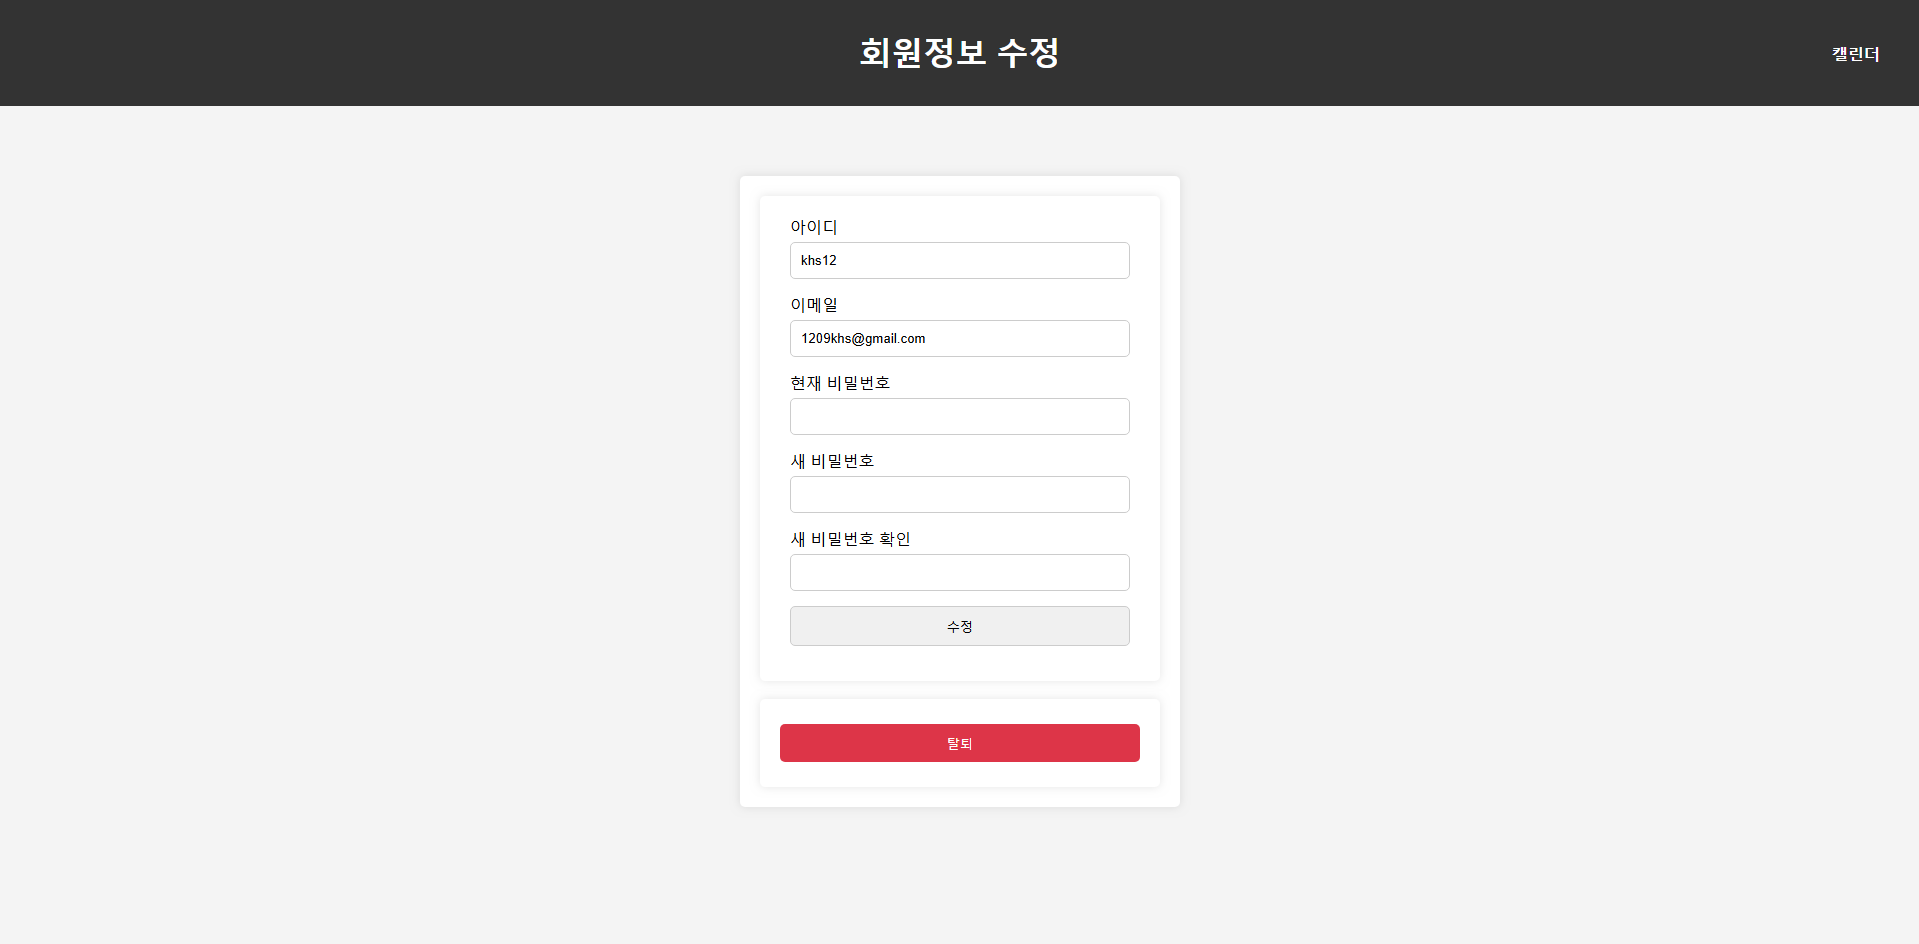 회원정보 수정
캘린더
아이디
khs12
이메일
1209khs@gmail.com
현재 비밀번호
새 비밀번호
새 비밀번호 확인
수정
탈퇴